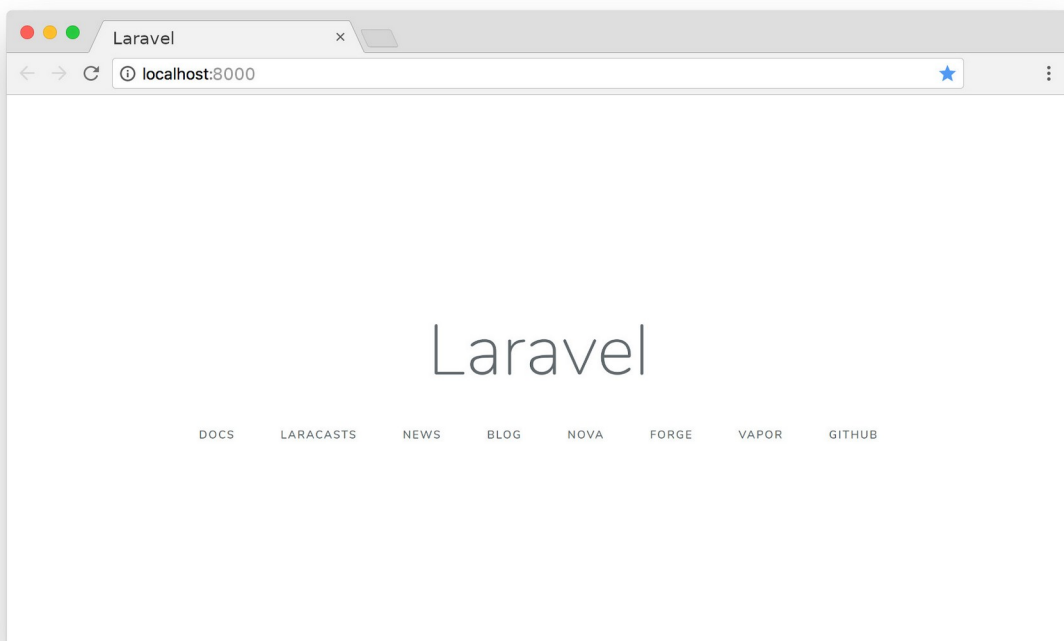 Laravel
localhost:8000
Laravel
DOCS LARACASTS NEWS BLOG NOVA FORGE VAPOR GITHUB